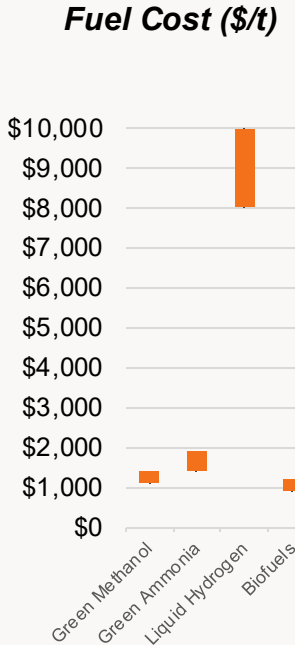 Fuel Cost ($/t)
$10,000
$9,000
$8,000
$7,000
$6,000
$5,000
$4,000
$3,000
$2,000
$1,000
$0
Green Methanol
Green Ammonia
Liquid Hydrogen
Biofuels